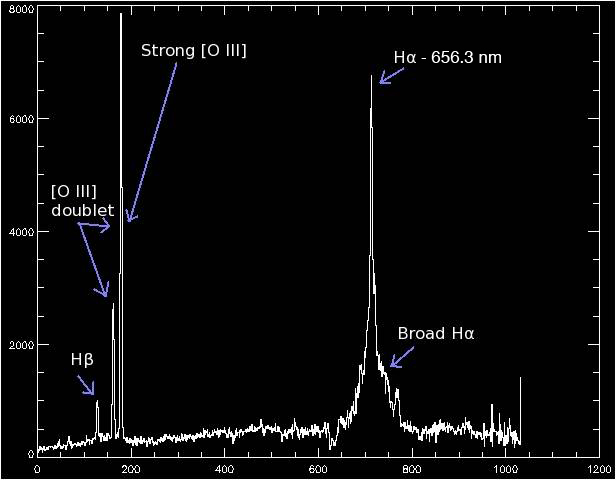 8000
Strong [O III]
Hα - 656.3 nm
6000
[O III]
doublet
4000
Broad Hα
2000
Hβ
0
0 200 400 600 800 1000 1200